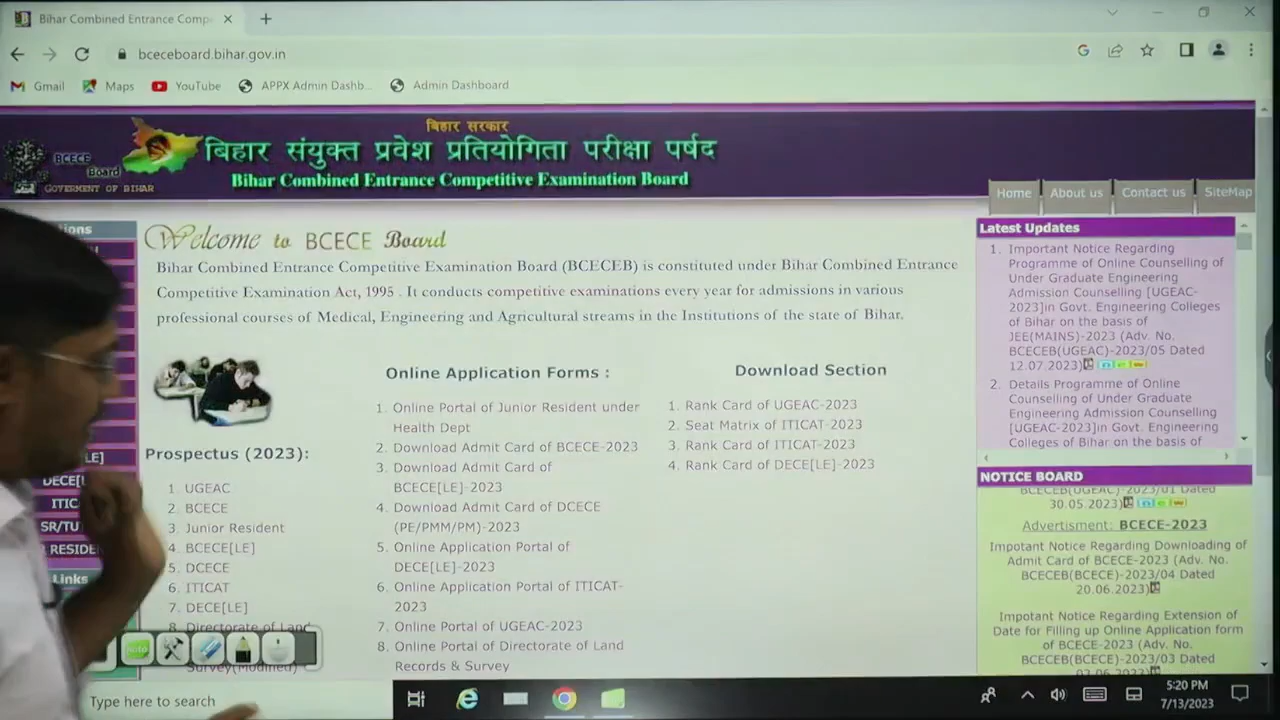 Bihar Combined Entrance Comp
bceceboard.bihar.gov.in
Gmail Maps YouTube APPX Admin Dashb... Admin Dashboard
बिहार सरकार
बिहार संयुक्त प्रवेश प्रतियोगिता परीक्षा पर्षद
BCECE
Board
GOVERMENT OF BIHAR
Bihar Combined Entrance Competitive Examination Board
Home About us Contact us SiteMap
Welcome to BCECE Board
Bihar Combined Entrance Competitive Examination Board (BCECEB) is constituted under Bihar Combined Entrance
Competitive Examination Act, 1995 . It conducts competitive examinations every year for admissions in various
professional courses of Medical, Engineering and Agricultural streams in the Institutions of the state of Bihar.
LE]
DECE[
ITIC
SR/TU
RESIDE
Links
Prospectus (2023):
1. UGEAC
2. BCECE
3. Junior Resident
4. BCECE[LE]
5. DCECE
6. ITICAT
7. DECE[LE]
8. Directorate of Land
Survey(Modified)
Online Application Forms :
1. Online Portal of Junior Resident under
Health Dept
2. Download Admit Card of BCECE-2023
3. Download Admit Card of
BCECE[LE]-2023
4. Download Admit Card of DCECE
(PE/PMM/PM)-2023
5. Online Application Portal of
DECE[LE]-2023
6. Online Application Portal of ITICAT-
2023
7. Online Portal of UGEAC-2023
8. Online Portal of Directorate of Land
Records & Survey
Download Section
1. Rank Card of UGEAC-2023
2. Seat Matrix of ITICAT-2023
3. Rank Card of ITICAT-2023
4. Rank Card of DECE[LE]-2023
Latest Updates
1. Important Notice Regarding
Programme of Online Counselling of
Under Graduate Engineering
Admission Counselling [UGEAC-
2023]in Govt. Engineering Colleges
of Bihar on the basis of
JEE(MAINS)-2023 (Adv. No.
BCECEB(UGEAC)-2023/05 Dated
12.07.2023)
2. Details Programme of Online
Counselling of Under Graduate
Engineering Admission Counselling
[UGEAC-2023]in Govt. Engineering
Colleges of Bihar on the basis of
NOTICE BOARD
BCECEB(UGEAC)-2023/01 Dated
30.05.2023)
Advertisment: BCECE-2023
Impotant Notice Regarding Downloading of
Admit Card of BCECE-2023 (Adv. No.
BCECEB(BCECE)-2023/04 Dated
20.06.2023)
Impotant Notice Regarding Extension of
Date for Filling up Online Application form
of BCECE-2023 (Adv. No.
BCECEB(BCECE)-2023/03 Dated
Auto
Type here to search
5:20 PM
7/13/2023